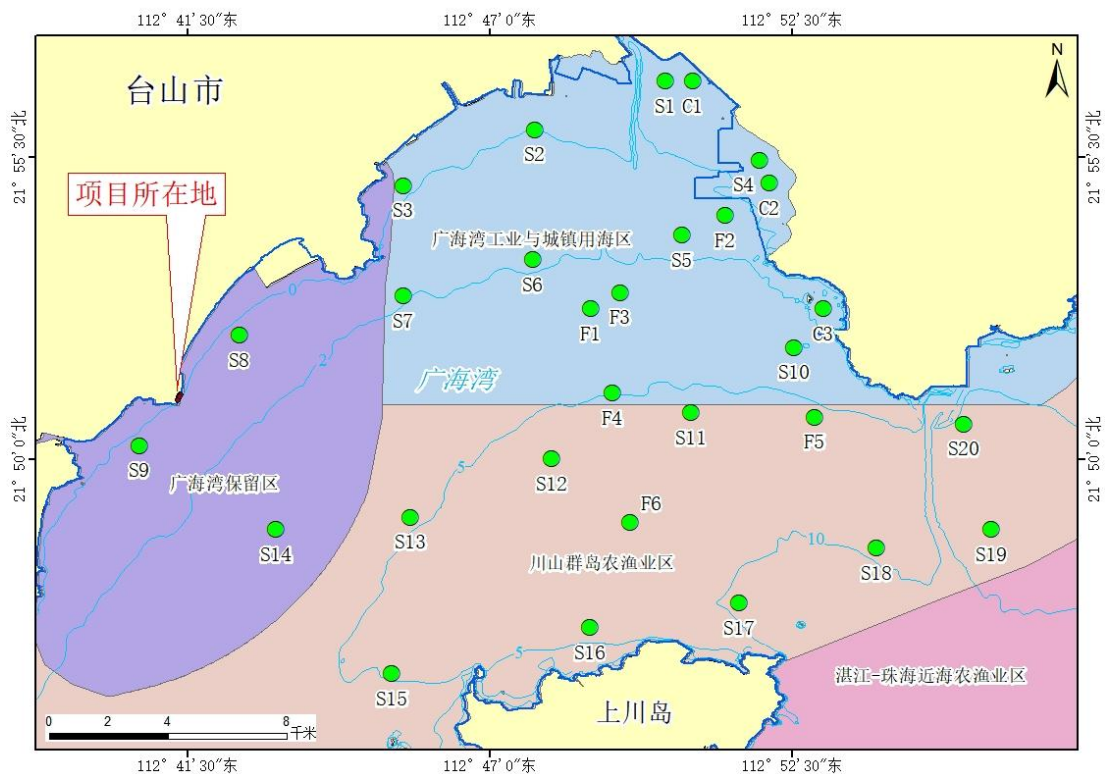 112° 41′30″东
112° 47′0″东
112° 52′30″东
台山市
N
S1
C1
S2
21° 55′30″北
21° 55′30″北
S4
C2
项目所在地
S3
F2
广海湾工业与城镇用海区
S5
S6
0
S7
F3
F1
C3
S8
2
S10
广海湾
F4
S11
F5
S20
21° 50′0″北
21° 50′0″北
S9
5
S12
广海湾保留区
F6
S14
S13
10
S19
川山群岛农渔业区
S18
S17
S16
5
S15
湛江-珠海近海农渔业区
上川岛
0 2 4 8
千米
112° 41′30″东
112° 47′0″东
112° 52′30″东